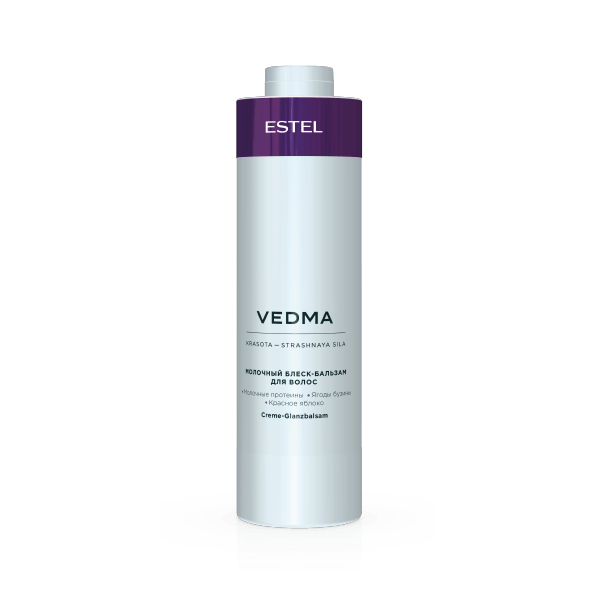 ESTEL
VEDMA
KRASOTA — STRASHNAYA SILA
МОЛОЧНЫЙ БЛЕСК-БАЛЬЗАМ
ДЛЯ ВОЛОС
• Молочные протеины • Ягоды бузины
• Красное яблоко
Creme-Glanzbalsam